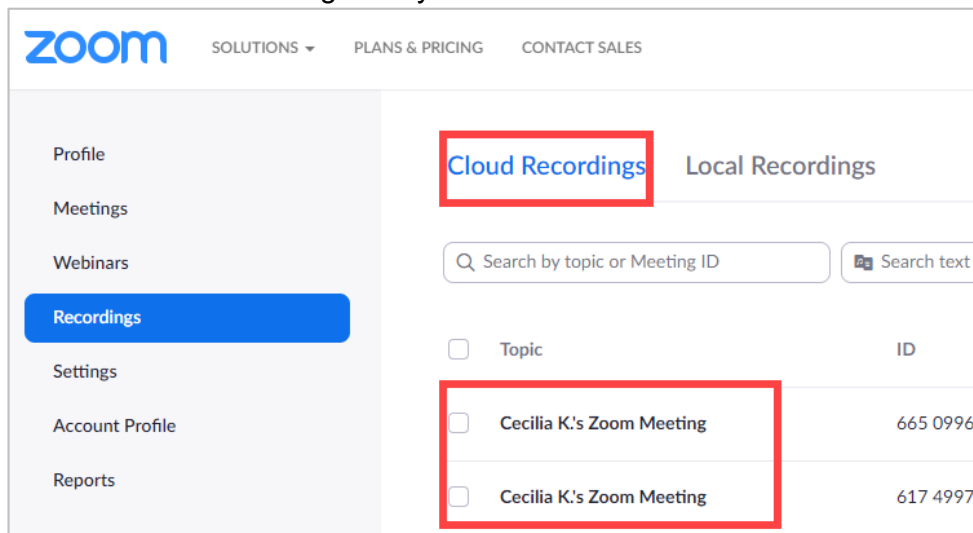 zoom SOLUTIONS PLANS & PRICING CONTACT SALES
Profile
Meetings
Webinars
Recordings
Settings
Account Profile
Reports
Cloud Recordings Local Recordings
Search by topic or Meeting ID Search text
Topic ID
Cecilia K.'s Zoom Meeting 665 0996
Cecilia K.'s Zoom Meeting 617 4997